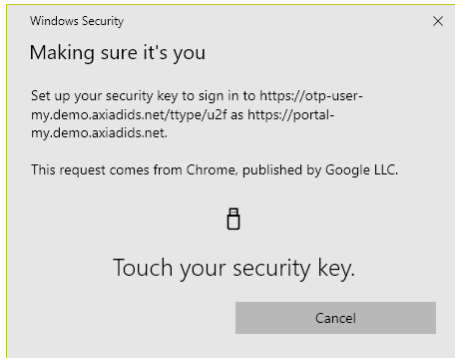 Windows Security
Making sure it's you
Set up your security key to sign in to https://otp-user-
my.demo.axiadids.net/ttype/u2f as https://portal-
my.demo.axiadids.net.
This request comes from Chrome, published by Google LLC.
Touch your security key.
Cancel